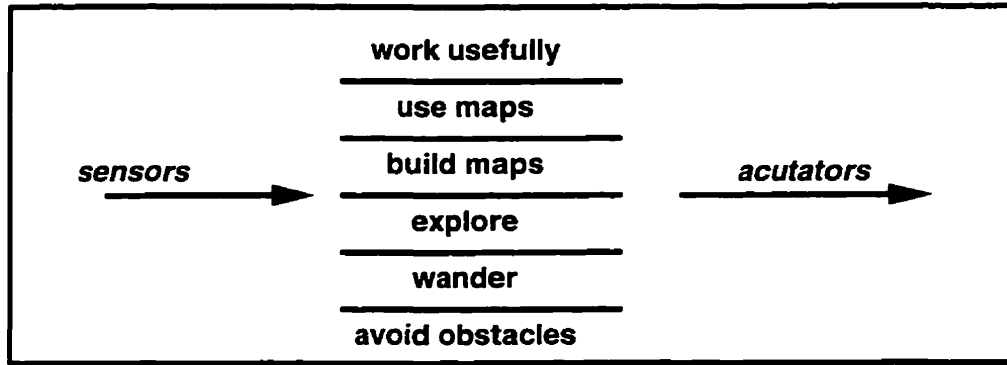 work usefully
use maps
sensors
build maps
acutators
explore
wander
avoid obstacles